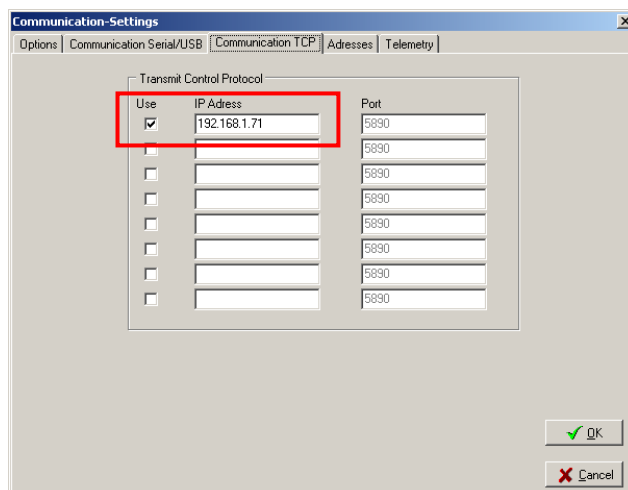 Communication-Settings
Options Communication Serial/USB Communication TCP Adresses Telemetry
Transmit Control Protocol
Use IP Adress Port
192.168.1.71 5890
5890
5890
5890
5890
5890
5890
5890
OK
Cancel